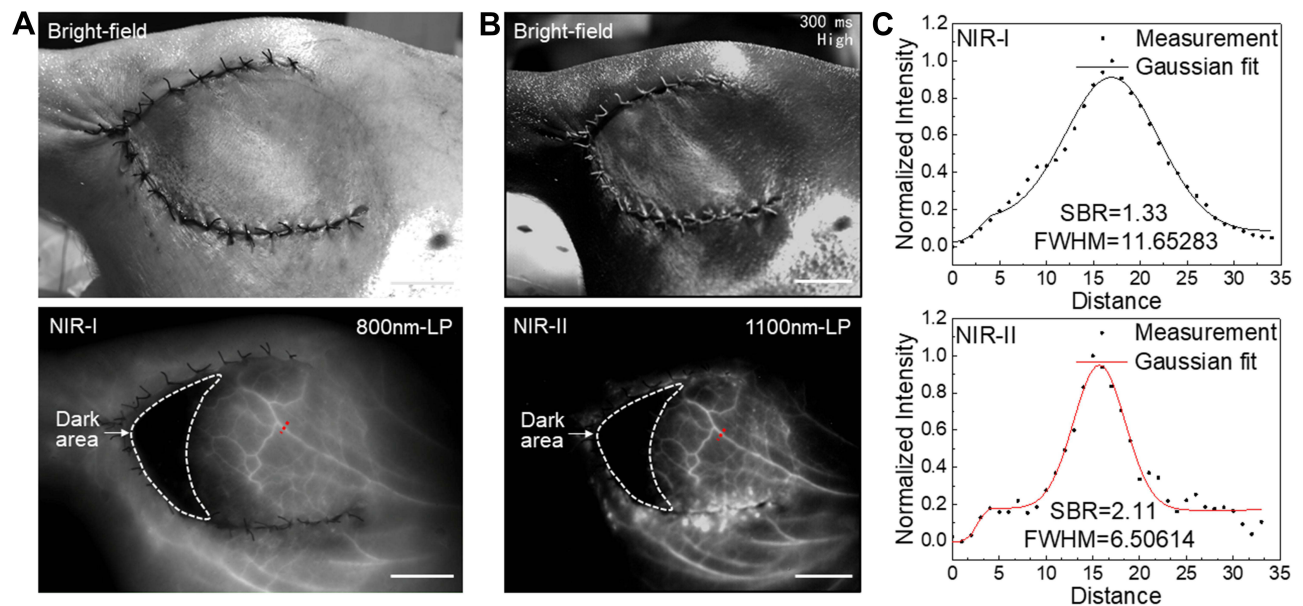 A
Bright-field
B
Bright-field
300 ms
High
NIR-I
800nm-LP
Dark
area
NIR-II
1100nm-LP
Dark
area
C
NIR-I
Measurement
Gaussian fit
SBR=1.33
FWHM=11.65283
Normalized Intensity
1.2
1.0
0.8
0.6
0.4
0.2
0.0
0 5 10 15 20 25 30 35
Distance
NIR-II
Measurement
Gaussian fit
SBR=2.11
FWHM=6.50614
Normalized Intensity
1.2
1.0
0.8
0.6
0.4
0.2
0.0
0 5 10 15 20 25 30 35
Distance